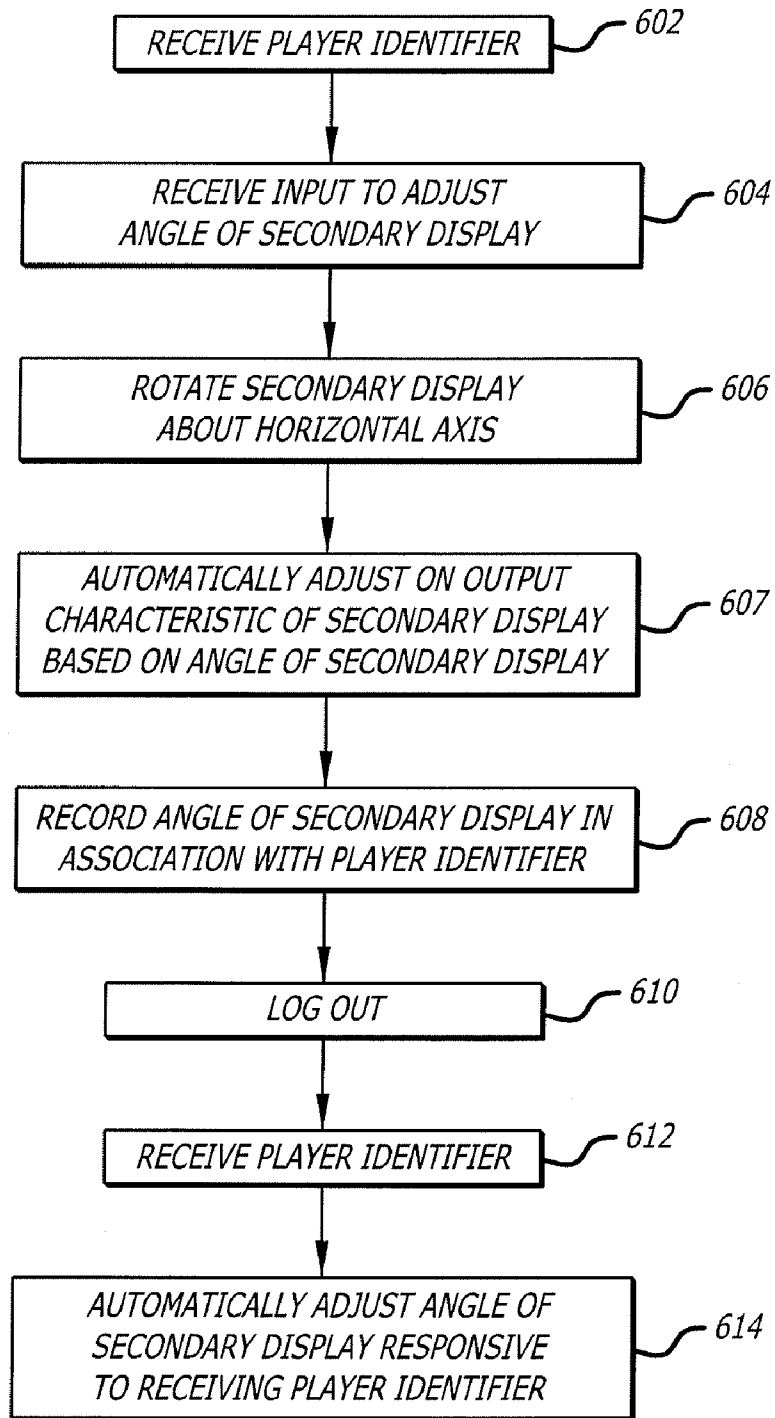 RECEIVE PLAYER IDENTIFIER
602
RECEIVE INPUT TO ADJUST
ANGLE OF SECONDARY DISPLAY
604
ROTATE SECONDARY DISPLAY
ABOUT HORIZONTAL AXIS
606
AUTOMATICALLY ADJUST ON OUTPUT
CHARACTERISTIC OF SECONDARY DISPLAY
BASED ON ANGLE OF SECONDARY DISPLAY
607
RECORD ANGLE OF SECONDARY DISPLAY IN
ASSOCIATION WITH PLAYER IDENTIFIER
608
LOG OUT
610
RECEIVE PLAYER IDENTIFIER
612
AUTOMATICALLY ADJUST ANGLE OF
SECONDARY DISPLAY RESPONSIVE
TO RECEIVING PLAYER IDENTIFIER
614